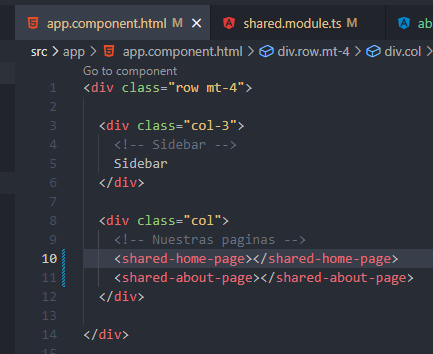 app.component.html M X shared.module.ts M ab
src > app > app.component.html > div.row.mt-4 > div.col >
Go to component
1 <div class="row mt-4">
2
3 <div class="col-3">
4 <!-- Sidebar -->
5 Sidebar
6 </div>
7
8 <div class="col">
9 <!-- Nuestras paginas -->
10 <shared-home-page></shared-home-page>
11 <shared-about-page></shared-about-page>
12 </div>
13
14 </div>
15